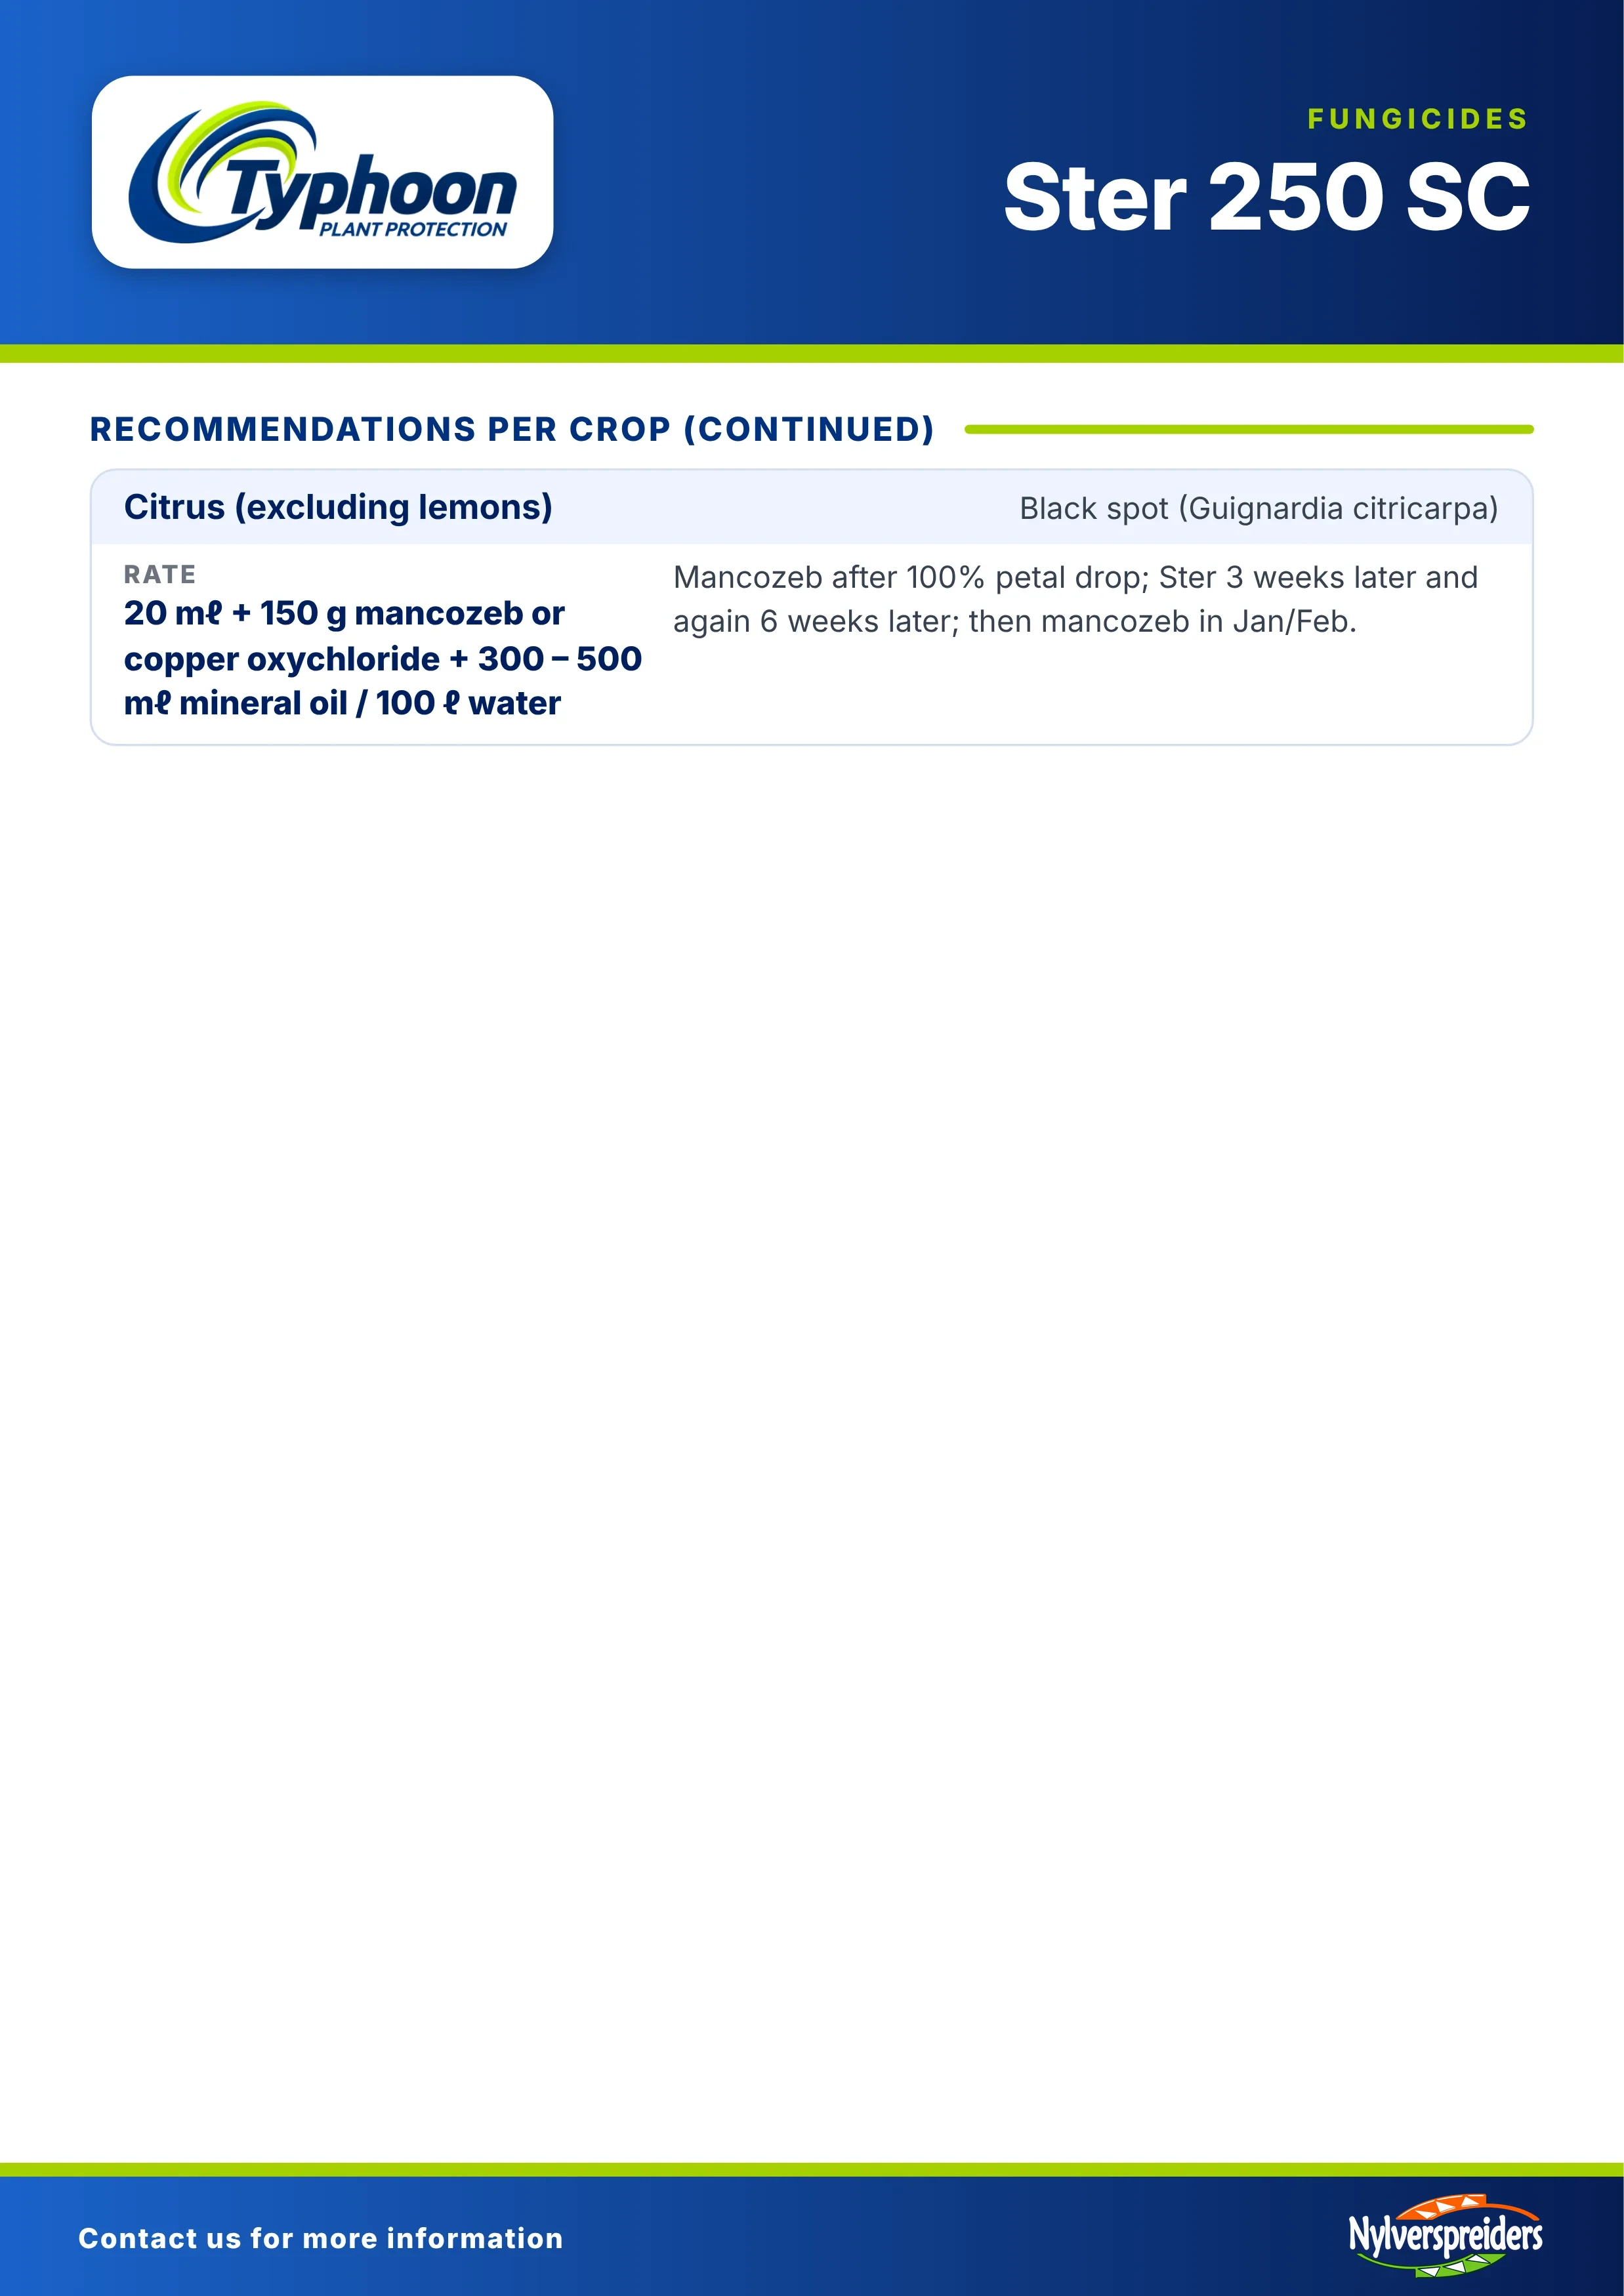 Typhoon
PLANT PROTECTION
FUNGICIDES
Ster 250 SC
RECOMMENDATIONS PER CROP (CONTINUED)
Citrus (excluding lemons)
Black spot (Guignardia citricarpa)
RATE
20 mℓ + 150 g mancozeb or
copper oxychloride + 300 – 500
mℓ mineral oil / 100 ℓ water
Mancozeb after 100% petal drop; Ster 3 weeks later and
again 6 weeks later; then mancozeb in Jan/Feb.
Contact us for more information
Nylverspreiders